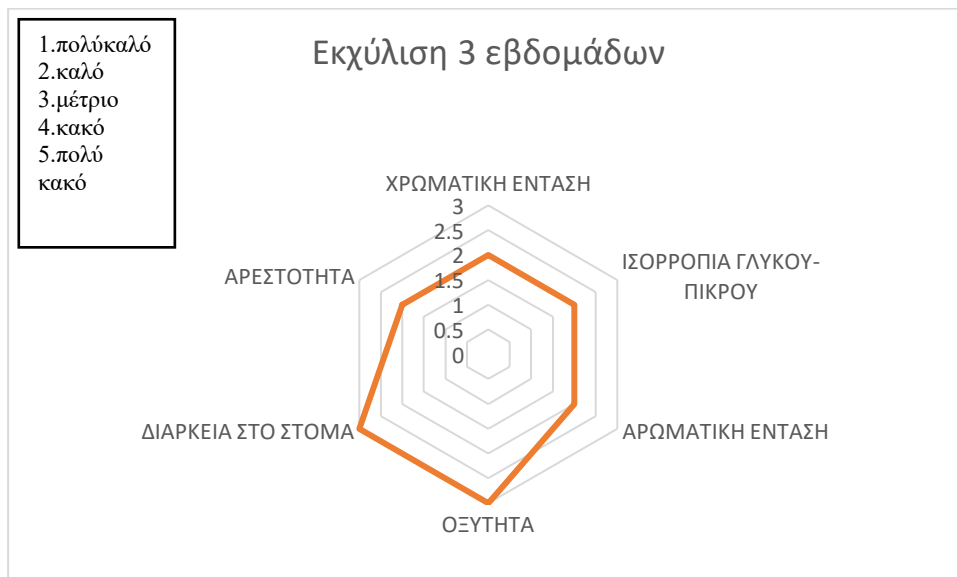 1.πολύκαλό
2.καλό
3.μέτριο
4.κακό
5.πολύ
κακό
Εκχύλιση 3 εβδομάδων
ΧΡΩΜΑΤΙΚΗ ΕΝΤΑΣΗ
3
2.5
2
1.5
1
0.5
0
ΙΣΟΡΡΟΠΙΑ ΓΛΥΚΟΥ-
ΠΙΚΡΟΥ
ΑΡΩΜΑΤΙΚΗ ΕΝΤΑΣΗ
ΟΞΥΤΗΤΑ
ΔΙΑΡΚΕΙΑ ΣΤΟ ΣΤΟΜΑ
ΑΡΕΣΤΟΤΗΤΑ